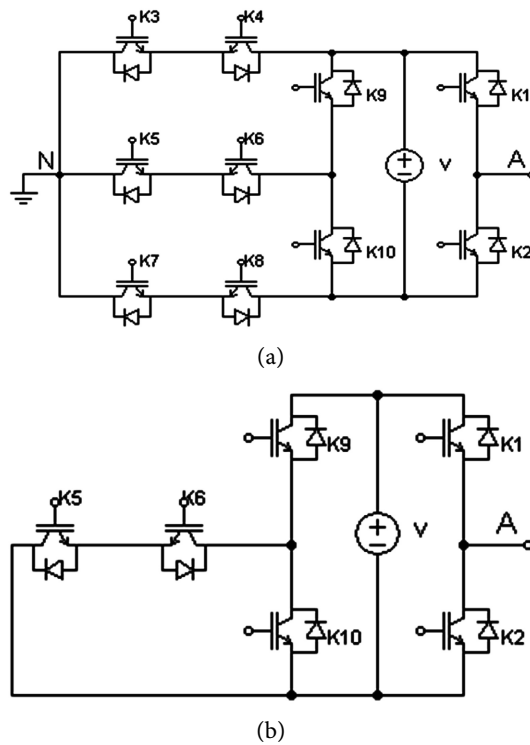 K3 K4
K9 K1
K5 K6
N v A
K10 K2
K7 K8
(a)
K9 K1
K5 K6
v A
K10 K2
(b)